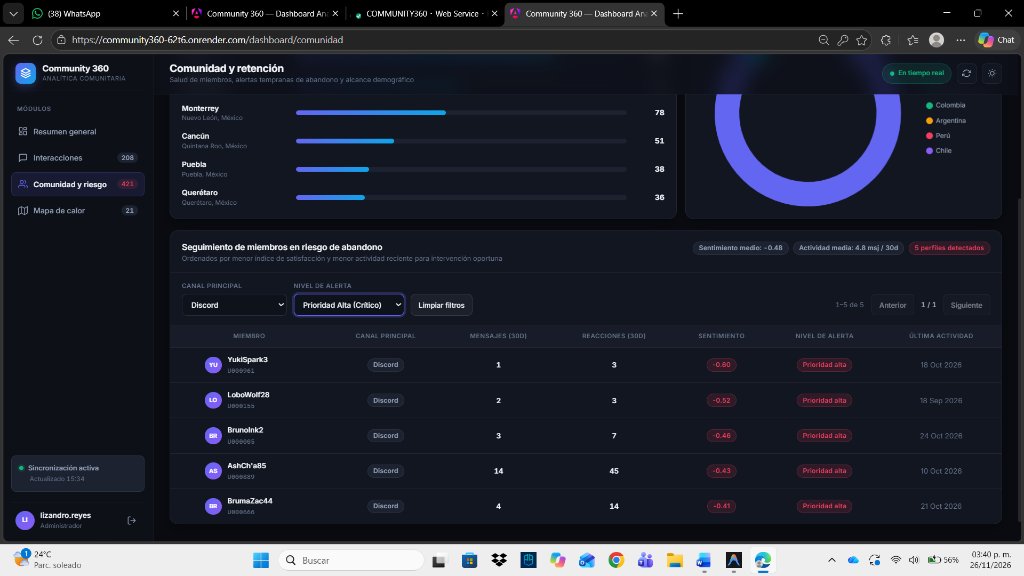 (38) WhatsApp
Community 360 — Dashboard An
COMMUNITY360 · Web Service ·
Community 360 — Dashboard An
https://community360-62t6.onrender.com/dashboard/comunidad
Chat
Community 360
ANALÍTICA COMUNITARIA
MÓDULOS
Resumen general
Interacciones 208
Comunidad y riesgo 421
Mapa de calor 21
Sincronización activa
Actualizado 15:34
LI
lizandro.reyes
Administrador
Comunidad y retención
Salud de miembros, alertas tempranas de abandono y alcance demográfico
En tiempo real
Monterrey 78
Nuevo León, México
Cancún 51
Quintana Roo, México
Puebla 38
Puebla, México
Querétaro 36
Querétaro, México
Colombia
Argentina
Perú
Chile
Seguimiento de miembros en riesgo de abandono
Ordenados por menor índice de satisfacción y menor actividad reciente para intervención oportuna
Sentimiento medio: -0.48 Actividad media: 4.8 msj / 30d 5 perfiles detectados
CANAL PRINCIPAL NIVEL DE ALERTA
Discord Prioridad Alta (Crítico) Limpiar filtros 1–5 de 5 Anterior 1 / 1 Siguiente
MIEMBRO CANAL PRINCIPAL MENSAJES (30D) REACCIONES (30D) SENTIMIENTO NIVEL DE ALERTA ÚLTIMA ACTIVIDAD
YU YukiSpark3 Discord 1 3 -0.60 Prioridad alta 18 Oct 2026
LO LoboWolf28 Discord 2 3 -0.52 Prioridad alta 18 Sep 2026
BR BrunoInk2 Discord 3 7 -0.46 Prioridad alta 24 Oct 2026
AS AshCh'a85 Discord 14 45 -0.43 Prioridad alta 10 Oct 2026
BR BrumaZac44 Discord 4 14 -0.41 Prioridad alta 21 Oct 2026
24°C
Parc. soleado
Buscar
56%
03:40 p. m.
26/11/2026